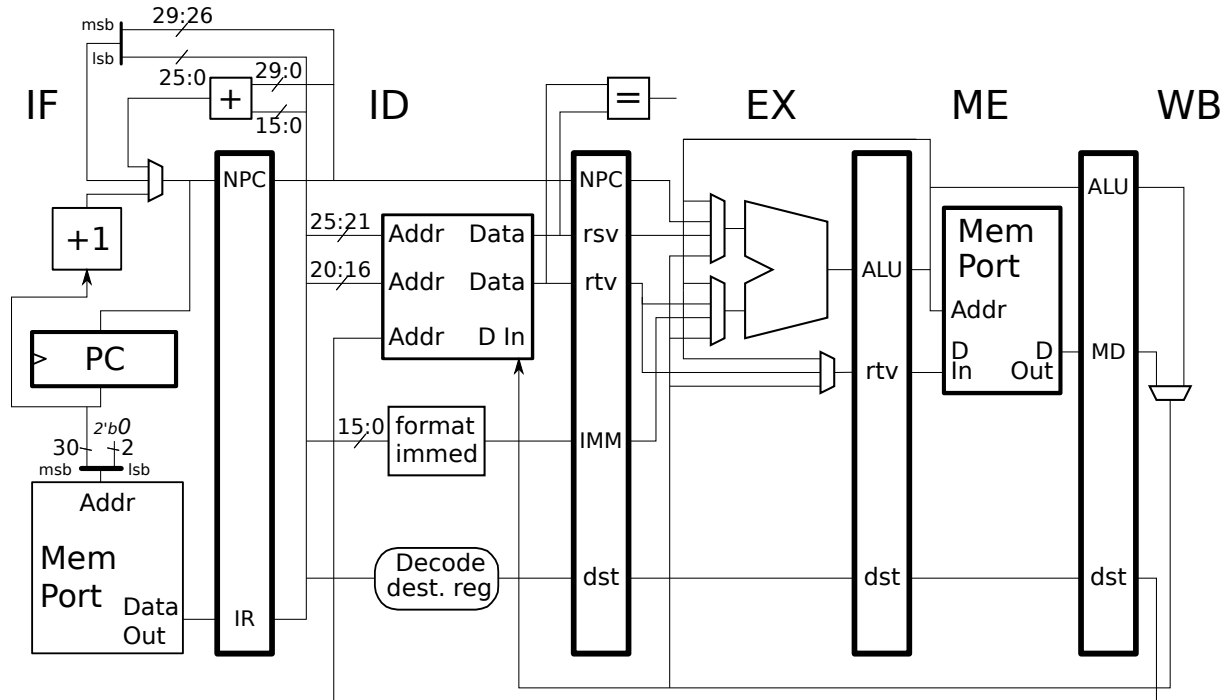 29:26
msb
lsb
25:0
29:0
+
15:0
=
IF
ID
EX
ME
WB
NPC
NPC
ALU
+1
25:21
Addr
Data
rsv
20:16
Addr
Data
rtv
ALU
Mem
Port
Addr
Addr
D In
PC
D
In
D
Out
MD
rtv
2'b0
30
2
msb
lsb
15:0
format
immed
IMM
Addr
Mem
Port
Data
Out
IR
Decode
dest. reg
dst
dst
dst